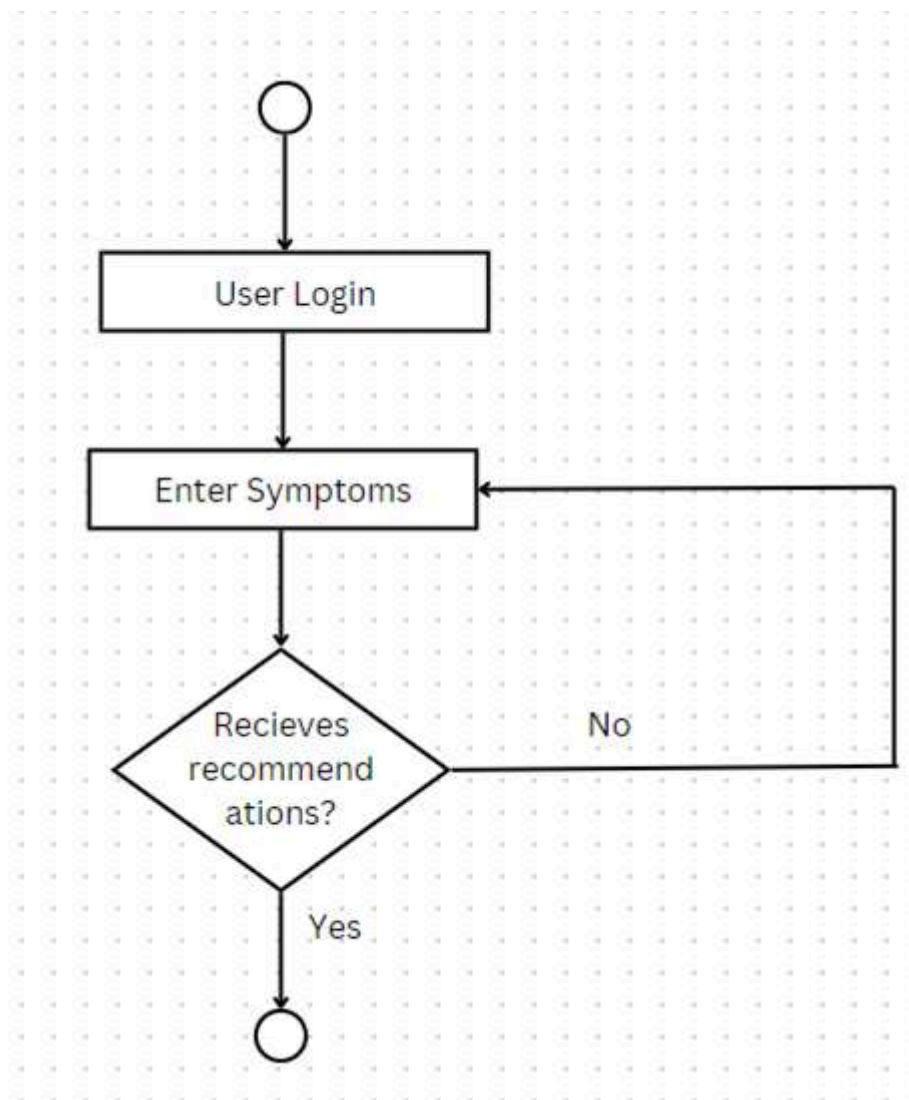 User Login
Enter Symptoms
Recieves
recommend
ations?
No
Yes